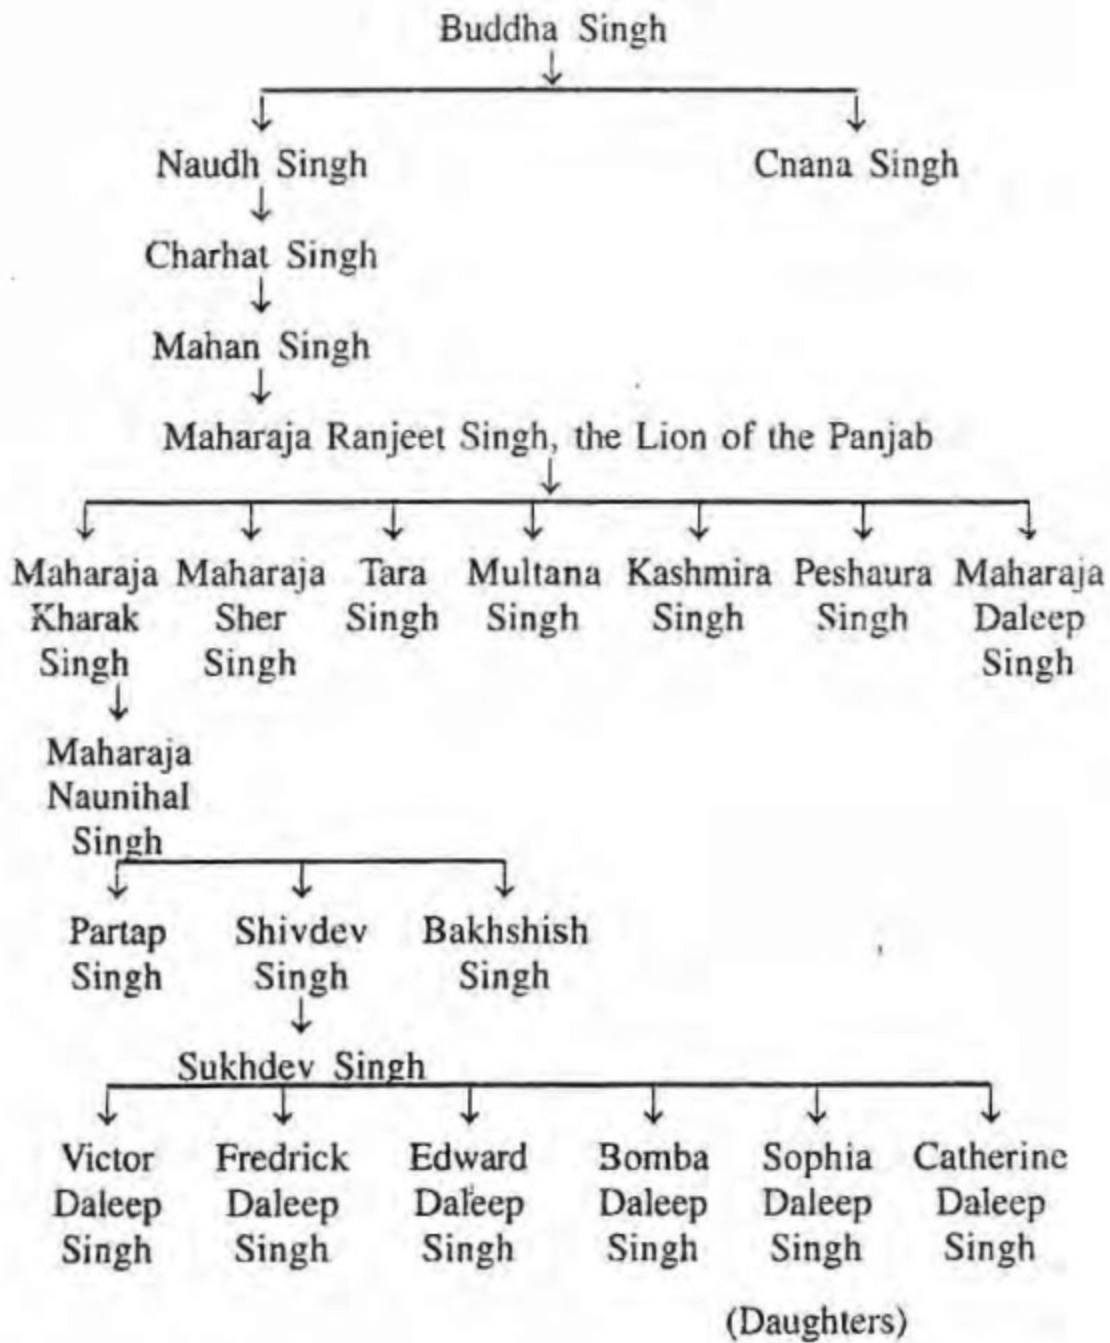 Buddha Singh
Naudh Singh Cnana Singh
Charhat Singh
Mahan Singh
Maharaja Ranjeet Singh, the Lion of the Panjab
Maharaja Maharaja Tara Multana Kashmira Peshaura Maharaja
Kharak Sher Singh Singh Singh Singh Daleep
Singh Singh Singh
Maharaja
Naunihal
Singh
Partap Shivdev Bakhshish
Singh Singh Singh
Sukhdev Singh
Victor Fredrick Edward Bomba Sophia Catherine
Daleep Daleep Daleep Daleep Daleep Daleep
Singh Singh Singh Singh Singh Singh
(Daughters)